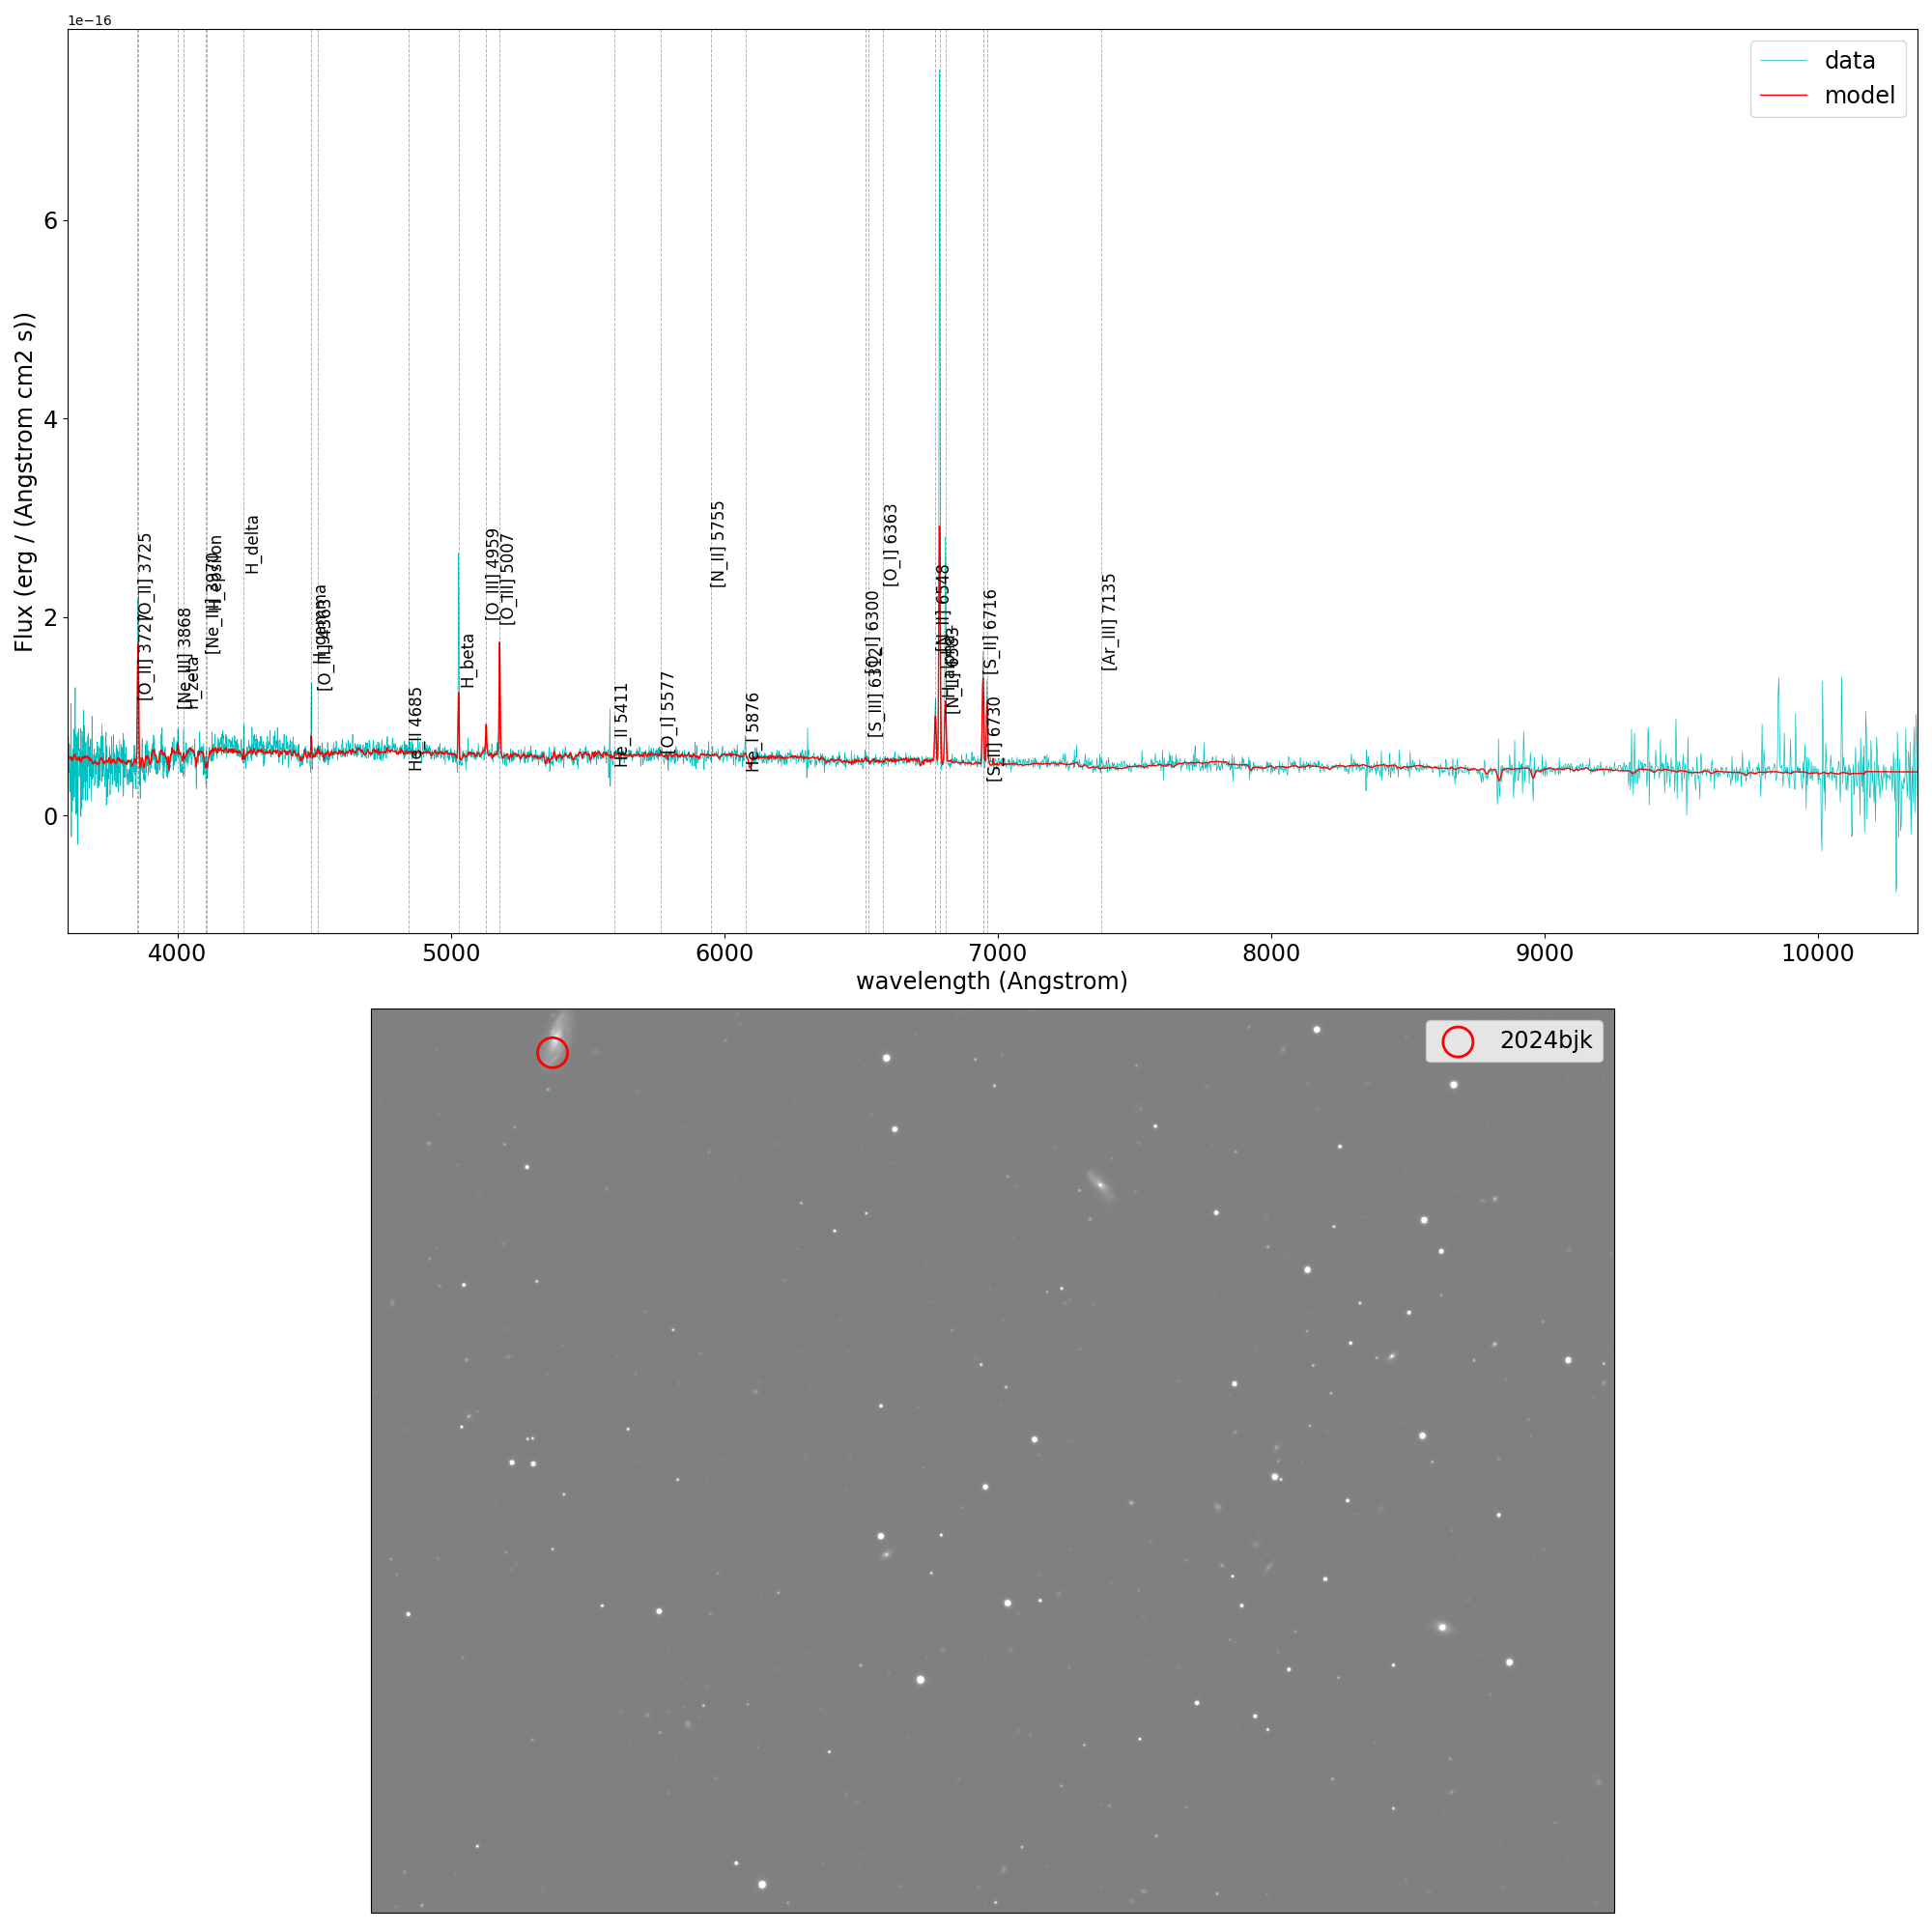 1e−16
data
model
Flux (erg / (Angstrom cm2 s))
6
4
2
0
[O_II] 3725
[O_II] 3727
[Ne_III] 3868
H_zeta
[Ne_III] 3970
H_epsilon
H_delta
H_gamma
[O_III] 4363
He_II 4685
H_beta
[O_III] 4959
[O_III] 5007
He_II 5411
[O_I] 5577
[N_II] 5755
He_I 5876
[O_I] 6300
[S_III] 6312
[O_I] 6363
[N_II] 6548
H_alpha
[N_II] 6583
[S_II] 6716
[S_II] 6730
[Ar_III] 7135
4000 5000 6000 7000 8000 9000 10000
wavelength (Angstrom)
2024bjk